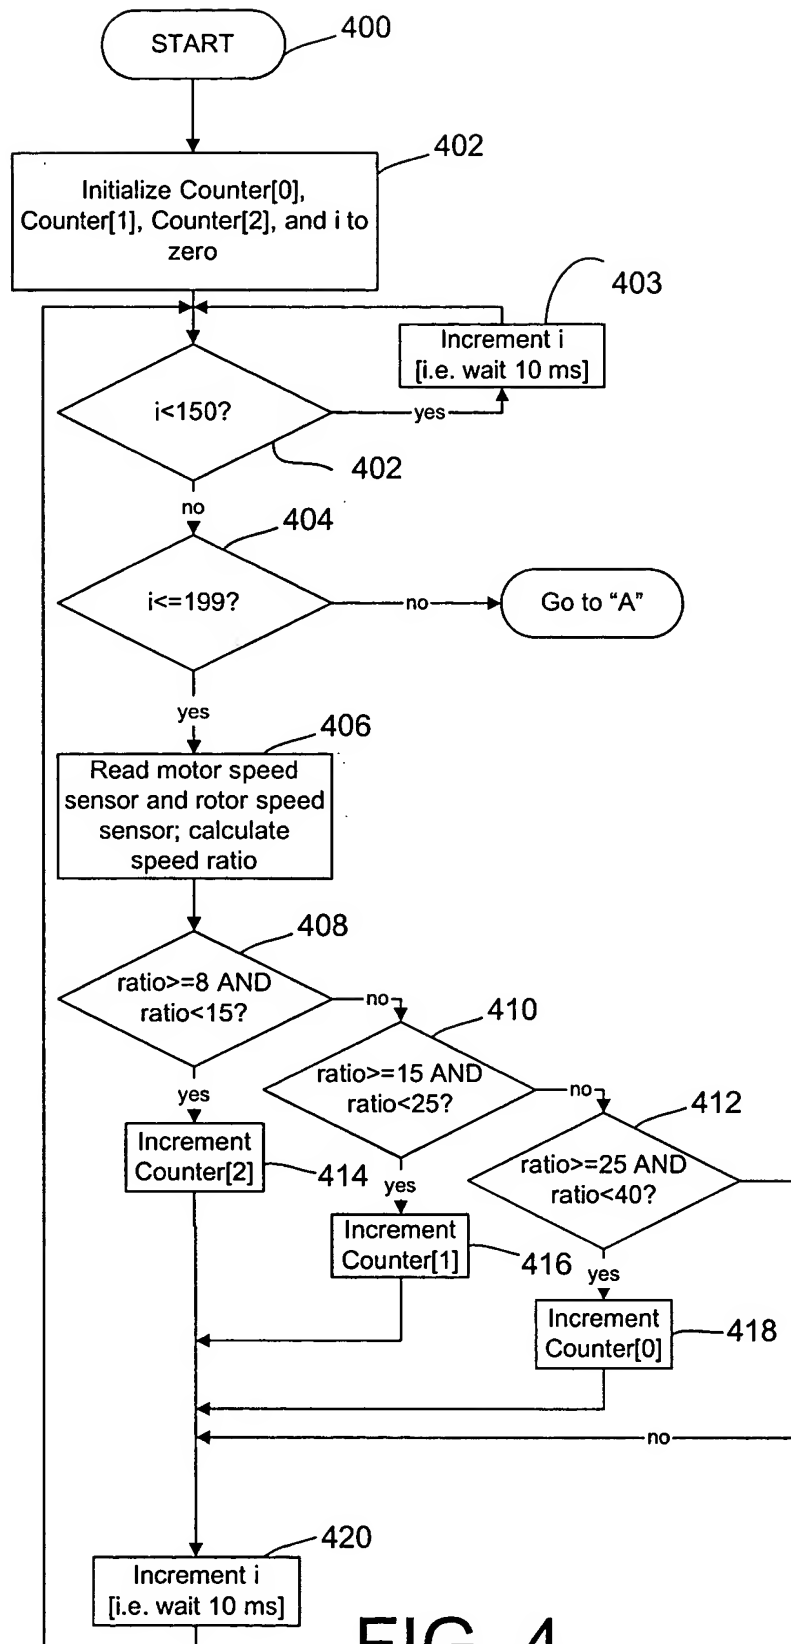 START
400
402
Initialize Counter[0],
Counter[1], Counter[2], and i to
zero
403
Increment i
[i.e. wait 10 ms]
i<150?
yes
402
no
404
i<=199?
no
Go to “A”
yes
406
Read motor speed
sensor and rotor speed
sensor; calculate
speed ratio
408
ratio>=8 AND
ratio<15?
no
410
ratio>=15 AND
ratio<25?
no
412
ratio>=25 AND
ratio<40?
yes
Increment
Counter[2]
414
yes
Increment
Counter[1]
416
yes
Increment
Counter[0]
418
no
420
Increment i
[i.e. wait 10 ms]
FIG. 4